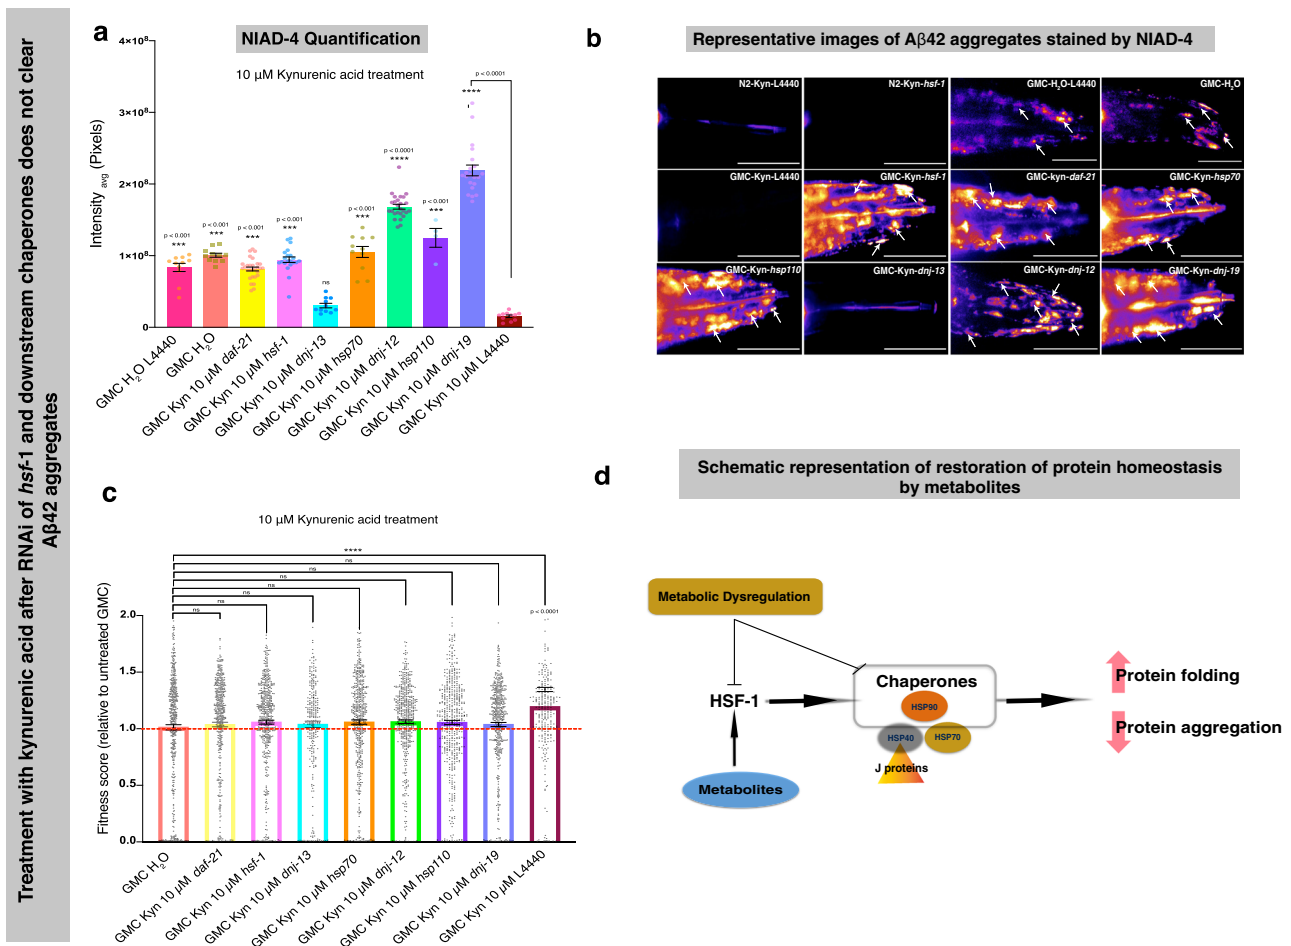 Treatment with kynurenic acid after RNAi of hsf-1 and downstream chaperones does not clear
Aβ42 aggregates
a
NIAD-4 Quantification
10 µM Kynurenic acid treatment
Intensity avg (Pixels)
4×10⁸
3×10⁸
2×10⁸
1×10⁸
0
p < 0.001
***
p < 0.001
***
p < 0.001
***
p < 0.001
***
ns
p < 0.001
***
p < 0.0001
****
p < 0.001
***
****
p < 0.0001
GMC H₂O L4440
GMC H₂O
GMC Kyn 10 µM daf-21
GMC Kyn 10 µM hsf-1
GMC Kyn 10 µM dnj-13
GMC Kyn 10 µM hsp70
GMC Kyn 10 µM dnj-12
GMC Kyn 10 µM hsp110
GMC Kyn 10 µM dnj-19
GMC Kyn 10 µM L4440
b
Representative images of Aβ42 aggregates stained by NIAD-4
N2-Kyn-L4440
N2-Kyn-hsf-1
GMC-H₂O-L4440
GMC-H₂O
GMC-Kyn-L4440
GMC-Kyn-hsf-1
GMC-kyn-daf-21
GMC-Kyn-hsp70
GMC-Kyn-hsp110
GMC-Kyn-dnj-13
GMC-Kyn-dnj-12
GMC-Kyn-dnj-19
c
10 µM Kynurenic acid treatment
Fitness score (relative to untreated GMC)
2.0
1.5
1.0
0.5
0.0
****
ns
ns
ns
ns
ns
ns
ns
p < 0.0001
GMC H₂O
GMC Kyn 10 µM daf-21
GMC Kyn 10 µM hsf-1
GMC Kyn 10 µM dnj-13
GMC Kyn 10 µM hsp70
GMC Kyn 10 µM dnj-12
GMC Kyn 10 µM hsp110
GMC Kyn 10 µM dnj-19
GMC Kyn 10 µM L4440
d
Schematic representation of restoration of protein homeostasis
by metabolites
Metabolic Dysregulation
HSF-1
Metabolites
Chaperones
HSP90
HSP40
HSP70
J proteins
Protein folding
Protein aggregation